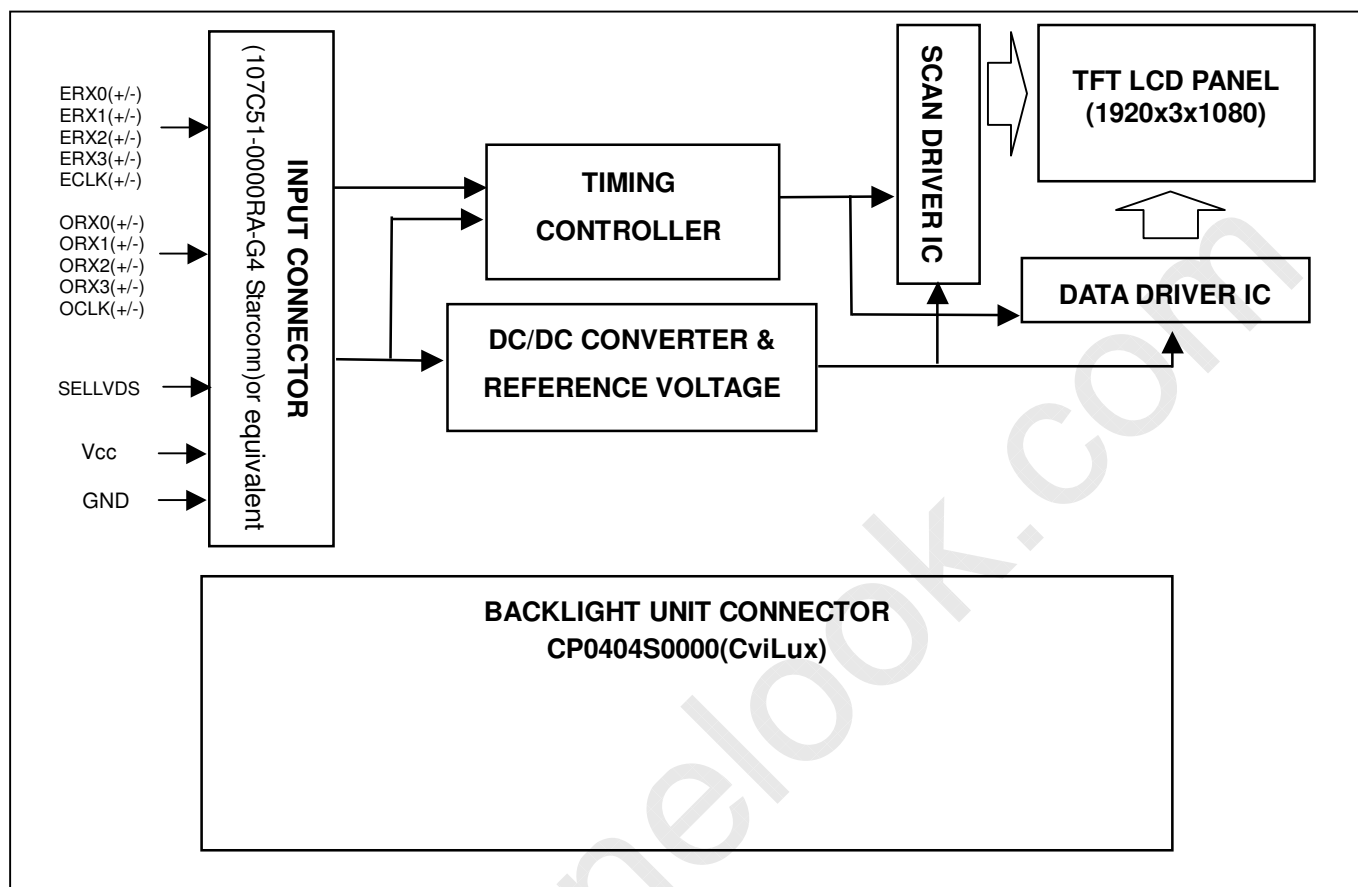 ERX0(+/-)
ERX1(+/-)
ERX2(+/-)
ERX3(+/-)
ECLK(+/-)
ORX0(+/-)
ORX1(+/-)
ORX2(+/-)
ORX3(+/-)
OCLK(+/-)
SELLVDS
Vcc
GND
INPUT CONNECTOR
(107C51-0000RA-G4 Starconn)or equivalent
TIMING
CONTROLLER
DC/DC CONVERTER &
REFERENCE VOLTAGE
SCAN DRIVER IC
TFT LCD PANEL
(1920x3x1080)
DATA DRIVER IC
BACKLIGHT UNIT CONNECTOR
CP0404S0000(CviLux)
nelook.com